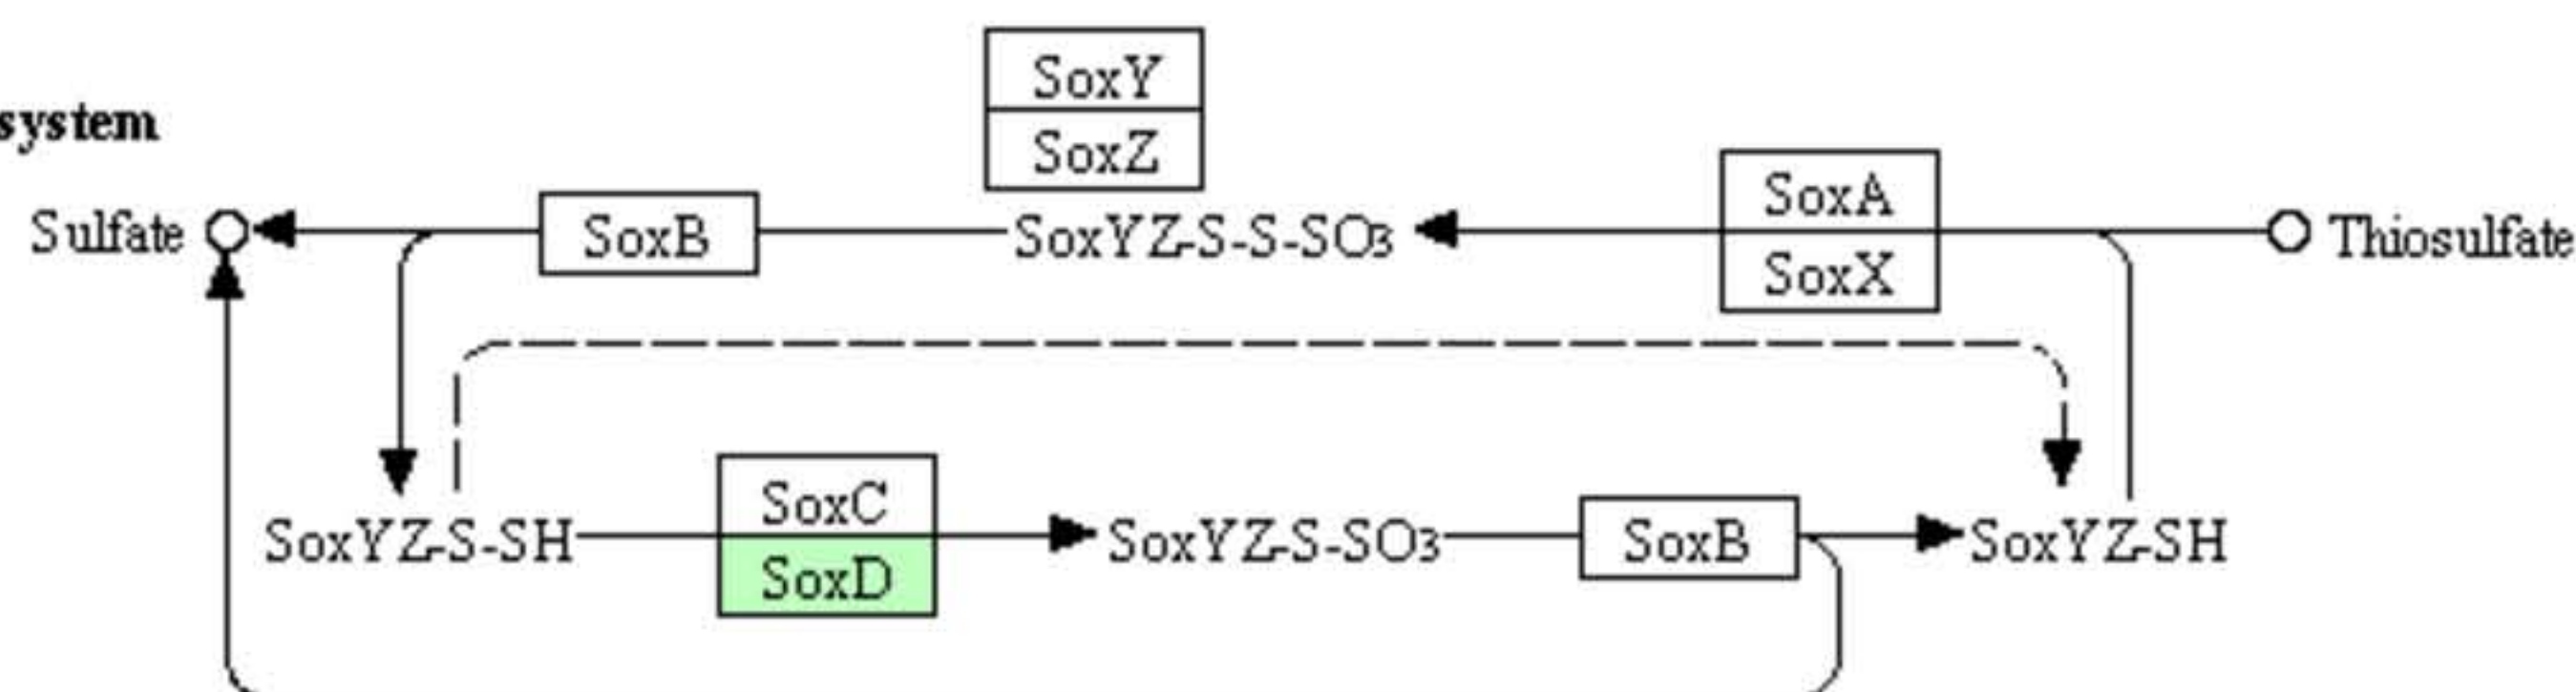 SoxY
SoxZ
system
Sulfate
SoxB
SoxYZ-S-S-SO3
SoxA
SoxX
Thiosulfate
SoxYZ-S-SH
SoxC
SoxD
SoxYZ-S-SO3
SoxB
SoxYZ-SH